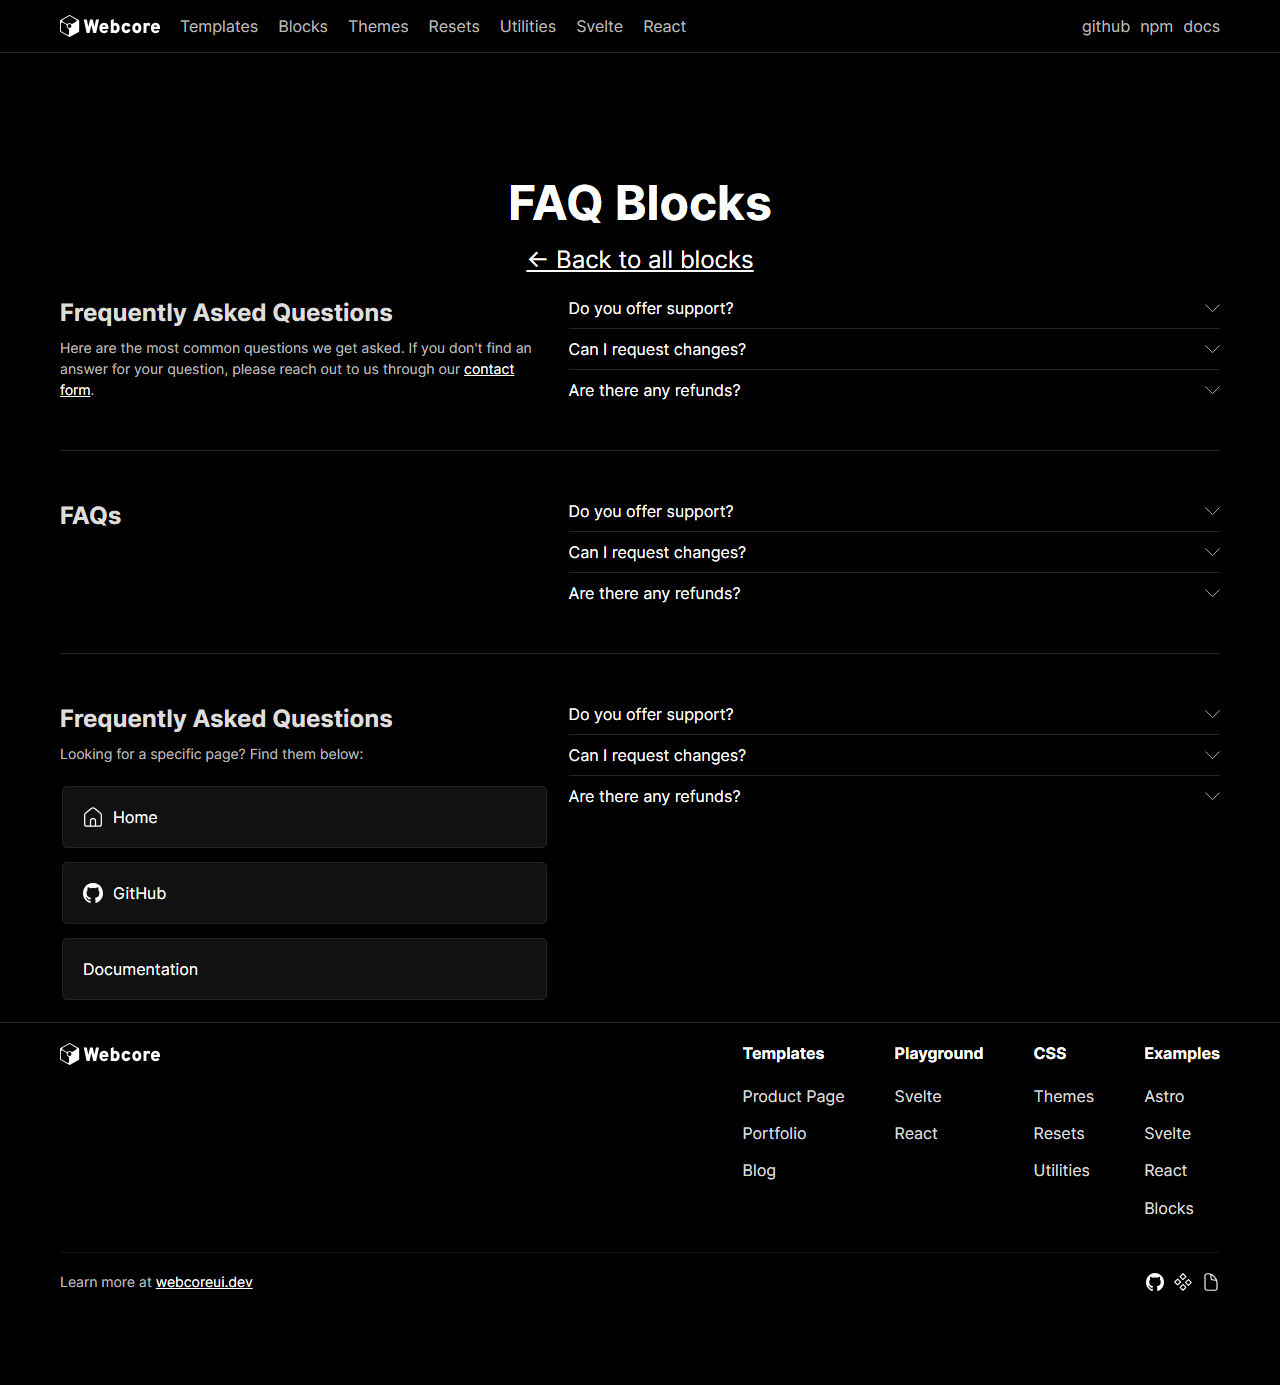 Webcore Templates Blocks Themes Resets Utilities Svelte React github npm docs
FAQ Blocks
← Back to all blocks
Frequently Asked Questions
Here are the most common questions we get asked. If you don't find an
answer for your question, please reach out to us through our contact
form.
Do you offer support?
Can I request changes?
Are there any refunds?
FAQs
Do you offer support?
Can I request changes?
Are there any refunds?
Frequently Asked Questions
Looking for a specific page? Find them below:
Home
GitHub
Documentation
Do you offer support?
Can I request changes?
Are there any refunds?
Webcore
Templates
Product Page
Portfolio
Blog
Playground
Svelte
React
CSS
Themes
Resets
Utilities
Examples
Astro
Svelte
React
Blocks
Learn more at webcoreui.dev